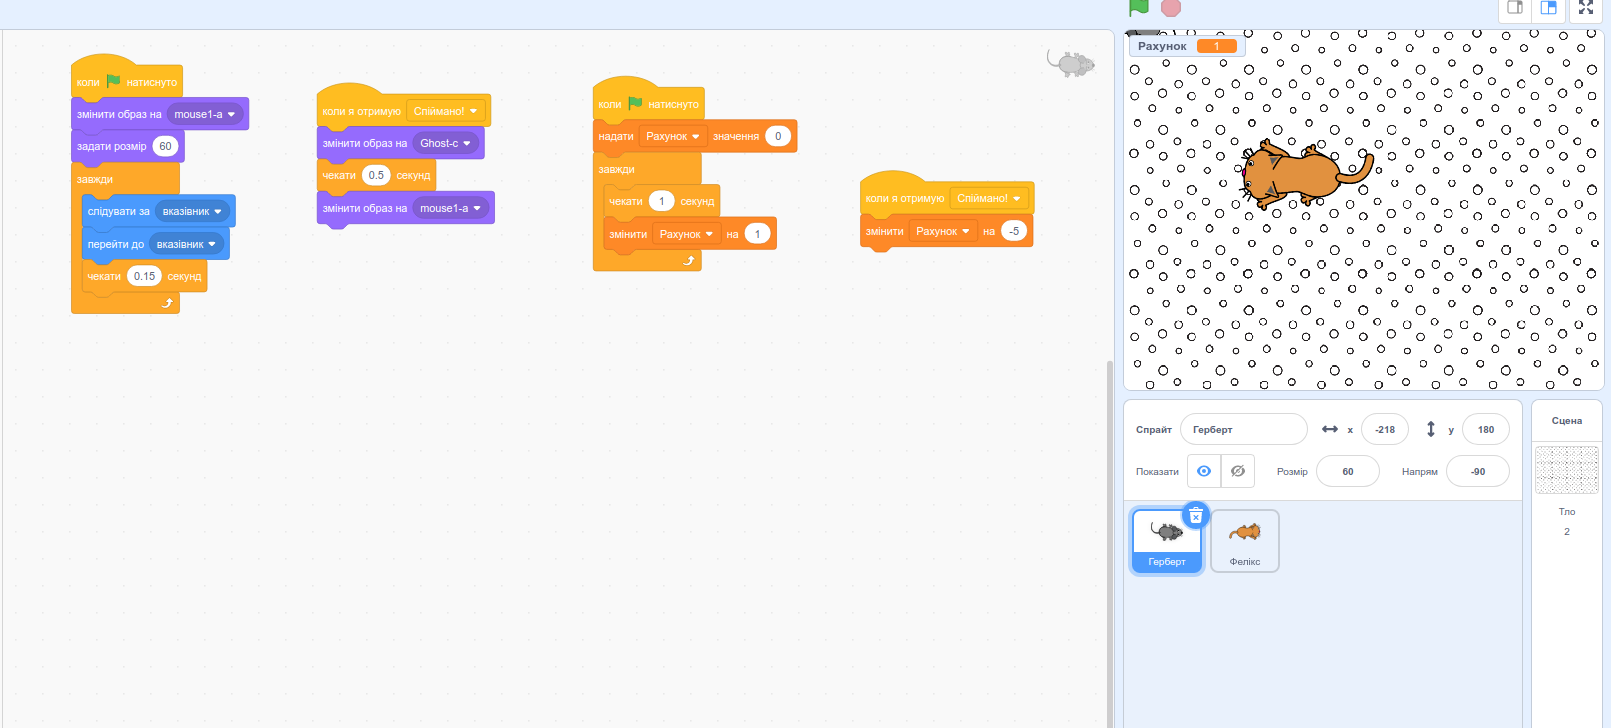 коли натиснуто
змінити образ на mouse1-a
задати розмір 60
завжди
слідувати за вказівник
перейти до вказівник
чекати 0.15 секунд
коли я отримую Спіймано!
змінити образ на Ghost-c
чекати 0.5 секунд
змінити образ на mouse1-a
коли натиснуто
надати Рахунок значення 0
завжди
чекати 1 секунд
змінити Рахунок на 1
коли я отримую Спіймано!
змінити Рахунок на -5
Рахунок 1
Спрайт Герберт x -218 y 180
Показати Розмір 60 Напрям -90
Герберт
Фелікс
Сцена
Тло
2